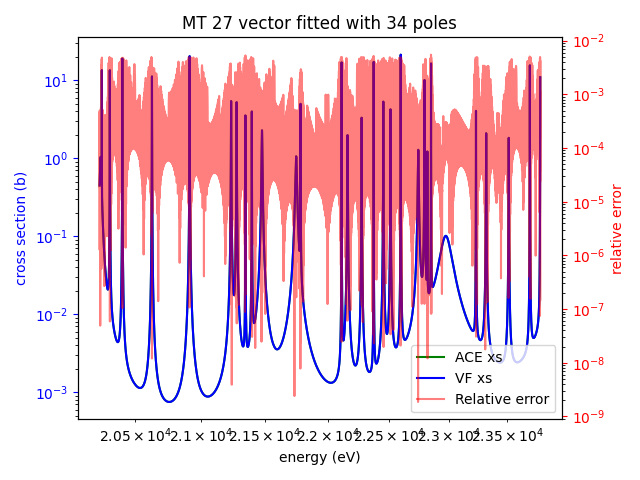 MT 27 vector fitted with 34 poles
cross section (b)
10¹
10⁰
10⁻¹
10⁻²
10⁻³
10⁻²
10⁻³
10⁻⁴
10⁻⁵
10⁻⁶
10⁻⁷
10⁻⁸
10⁻⁹
relative error
ACE xs
VF xs
Relative error
2.05 × 10⁴ 2.1 × 10⁴ 2.15 × 10⁴ 2.2 × 10⁴ 2.25 × 10⁴ 2.3 × 10⁴ 2.35 × 10⁴
energy (eV)